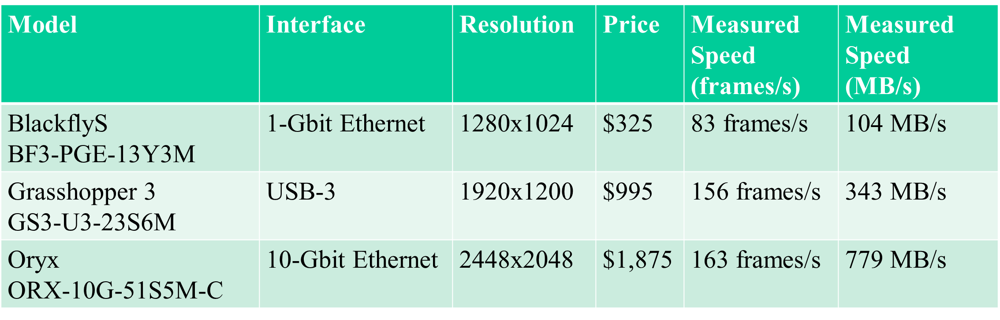 Model
Interface
Resolution
Price
Measured
Speed
(frames/s)
Measured
Speed
(MB/s)
BlackflyS
BF3-PGE-13Y3M
1-Gbit Ethernet
1280x1024
$325
83 frames/s
104 MB/s
Grasshopper 3
GS3-U3-23S6M
USB-3
1920x1200
$995
156 frames/s
343 MB/s
Oryx
ORX-10G-51S5M-C
10-Gbit Ethernet
2448x2048
$1,875
163 frames/s
779 MB/s